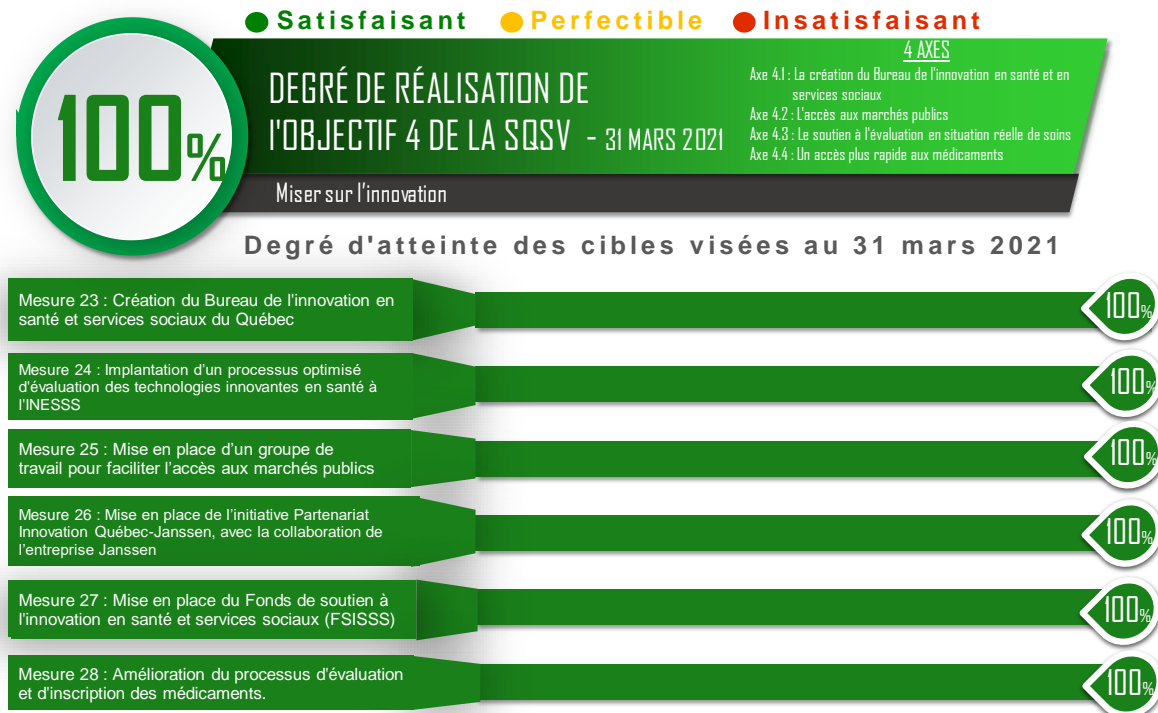 Satisfaisant Perfectible Insatisfaisant
100%
DEGRÉ DE RÉALISATION DE
l'OBJECTIF 4 DE LA SQSV - 31 MARS 2021
4 AXES
Axe 4.1 : La création du Bureau de l'innovation en santé et en
services sociaux
Axe 4.2 : L'accès aux marchés publics
Axe 4.3 : Le soutien à l'évaluation en situation réelle de soins
Axe 4.4 : Un accès plus rapide aux médicaments
Miser sur l'innovation
Degré d'atteinte des cibles visées au 31 mars 2021
Mesure 23 : Création du Bureau de l'innovation en
santé et services sociaux du Québec
100%
Mesure 24 : Implantation d'un processus optimisé
d'évaluation des technologies innovantes en santé à
l'INESSS
100%
Mesure 25 : Mise en place d'un groupe de
travail pour faciliter l'accès aux marchés publics
100%
Mesure 26 : Mise en place de l'initiative Partenariat
Innovation Québec-Janssen, avec la collaboration de
l'entreprise Janssen
100%
Mesure 27 : Mise en place du Fonds de soutien à
l'innovation en santé et services sociaux (FSISSS)
100%
Mesure 28 : Amélioration du processus d'évaluation
et d'inscription des médicaments.
100%